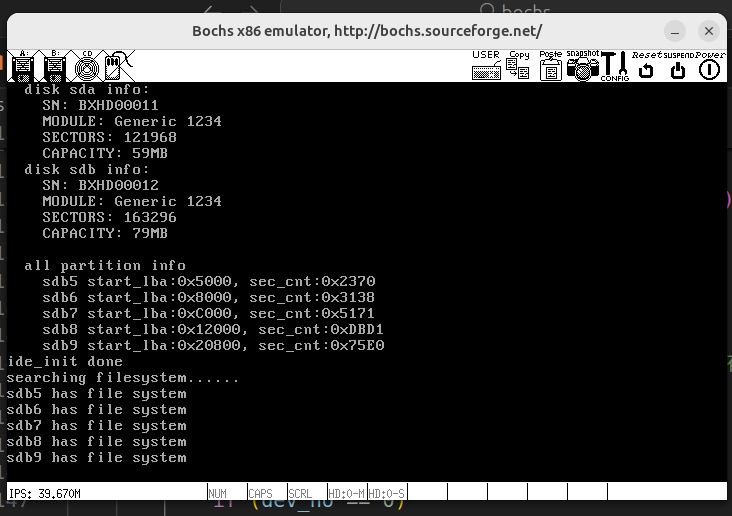 bochs
Bochs x86 emulator, http://bochs.sourceforge.net/
A: B: CD USER Copy Paste snapshot CONFIG Reset SUSPEND Power
disk sda info:
SN: BXHD00011
MODULE: Generic 1234
SECTORS: 121968
CAPACITY: 59MB
disk sdb info:
SN: BXHD00012
MODULE: Generic 1234
SECTORS: 163296
CAPACITY: 79MB
all partition info
sdb5 start_lba:0x5000, sec_cnt:0x2370
sdb6 start_lba:0x8000, sec_cnt:0x3138
sdb7 start_lba:0xC000, sec_cnt:0x5171
sdb8 start_lba:0x12000, sec_cnt:0xDBD1
sdb9 start_lba:0x20800, sec_cnt:0x75E0
ide_init done
searching filesystem......
sdb5 has file system
sdb6 has file system
sdb7 has file system
sdb8 has file system
sdb9 has file system
IPS: 39.670M NUM CAPS SCRL HD:0-M HD:0-S